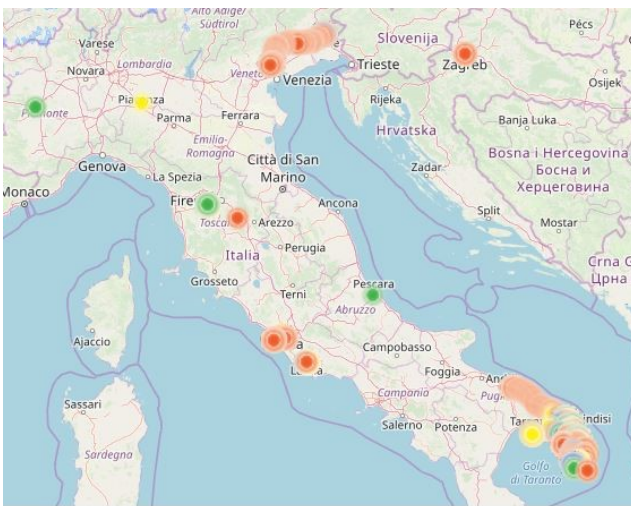 Alto Adige/
Südtirol
Pécs
Varese
Slovenija
Novara
Lombardia
Veneto
Venezia
Trieste
Zagreb
Osijek
Piemonte
Piacenza
Parma
Ferrara
Rijeka
Hrvatska
Banja Luka
Emilia-
Romagna
Genova
La Spezia
Città di San
Marino
Zadar
Bosna i Hercegovina
Босна и
Херцеговина
Monaco
Fire
Toscana
Arezzo
Ancona
Split
Mostar
Italia
Perugia
Crna G
Црна
Grosseto
Terni
Pescara
Abruzzo
Ajaccio
Campobasso
Foggia
Sassari
Campania
Salerno
Potenza
Sardegna
Golfo
di Taranto